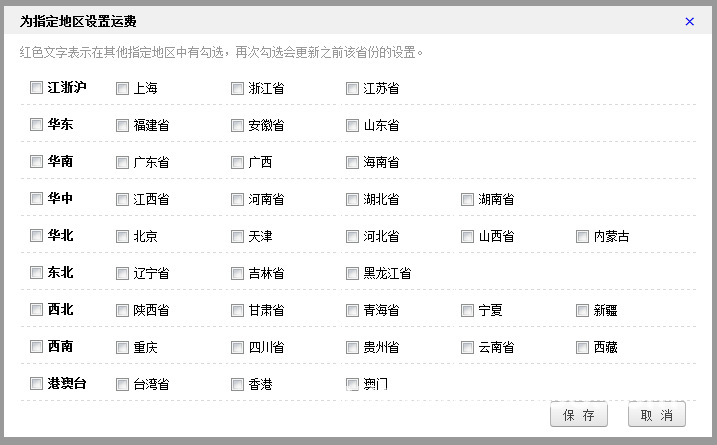 为指定地区设置运费 ×
红色文字表示在其他指定地区中有勾选，再次勾选会更新之前该省份的设置。
江浙沪 上海 浙江省 江苏省
华东 福建省 安徽省 山东省
华南 广东省 广西 海南省
华中 江西省 河南省 湖北省 湖南省
华北 北京 天津 河北省 山西省 内蒙古
东北 辽宁省 吉林省 黑龙江省
西北 陕西省 甘肃省 青海省 宁夏 新疆
西南 重庆 四川省 贵州省 云南省 西藏
港澳台 台湾省 香港 澳门
保 存 取 消